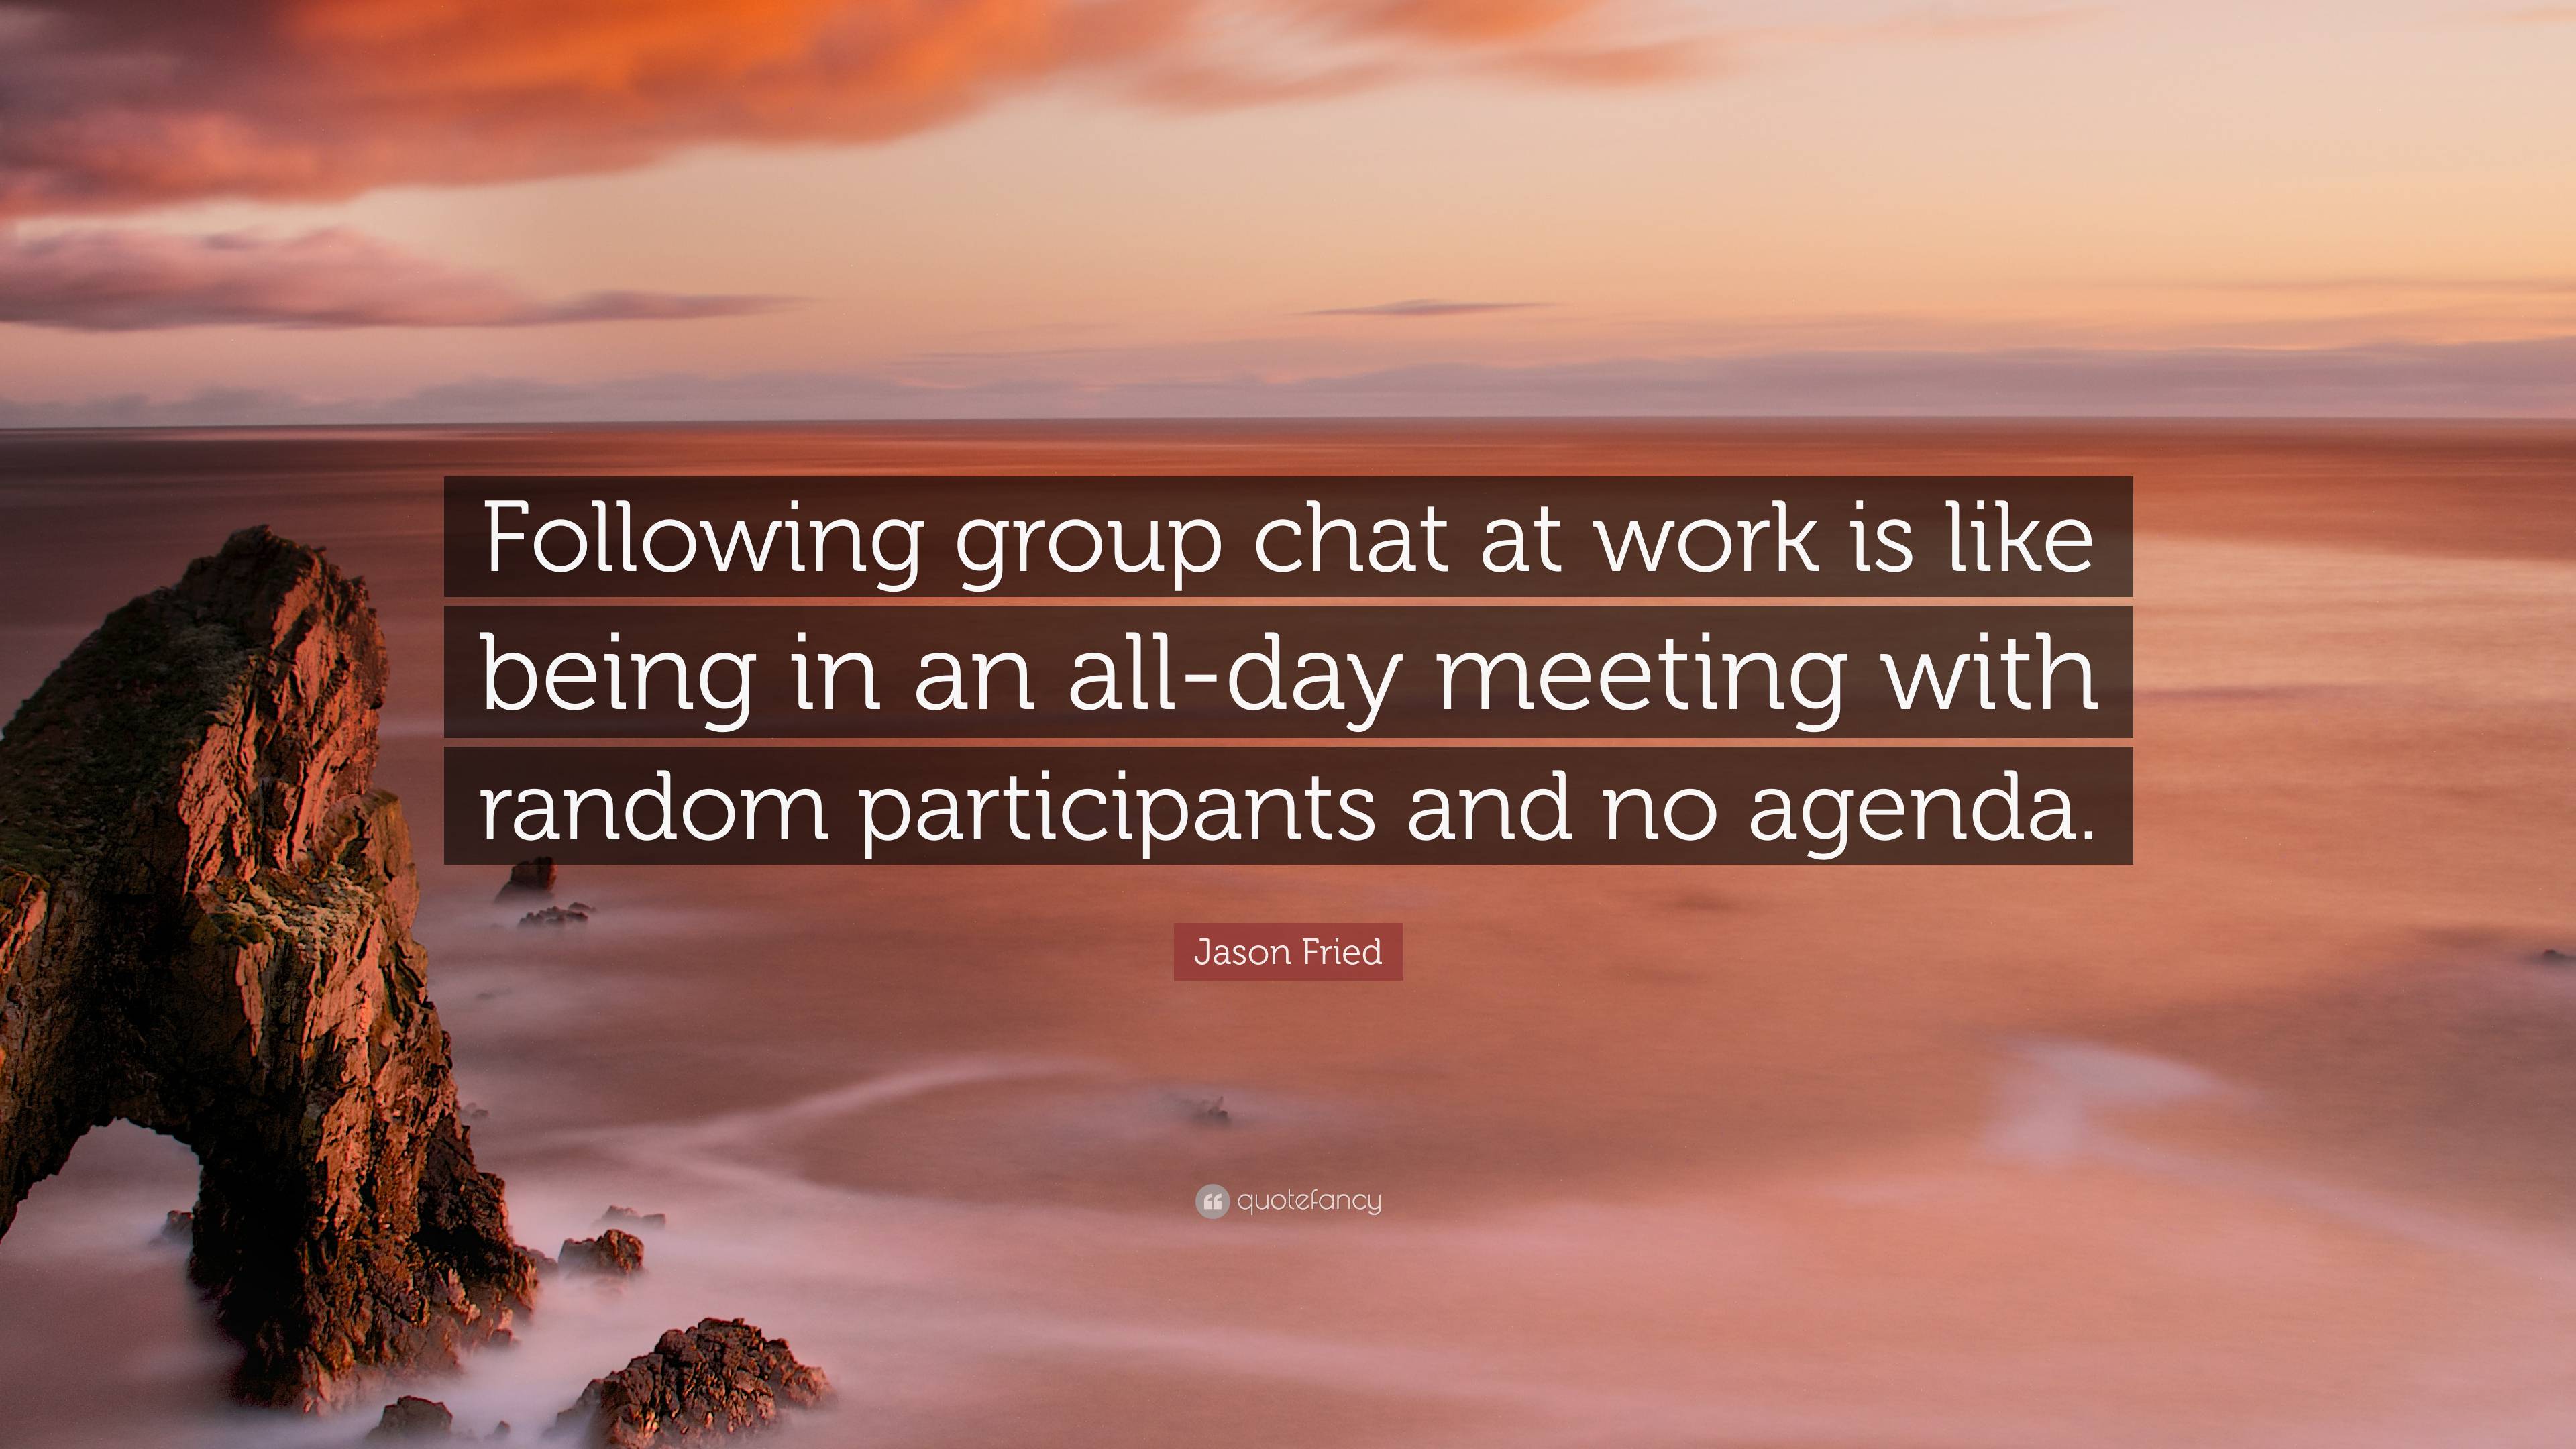 Following group chat at work is like
being in an all-day meeting with
random participants and no agenda.
Jason Fried
quotefancy